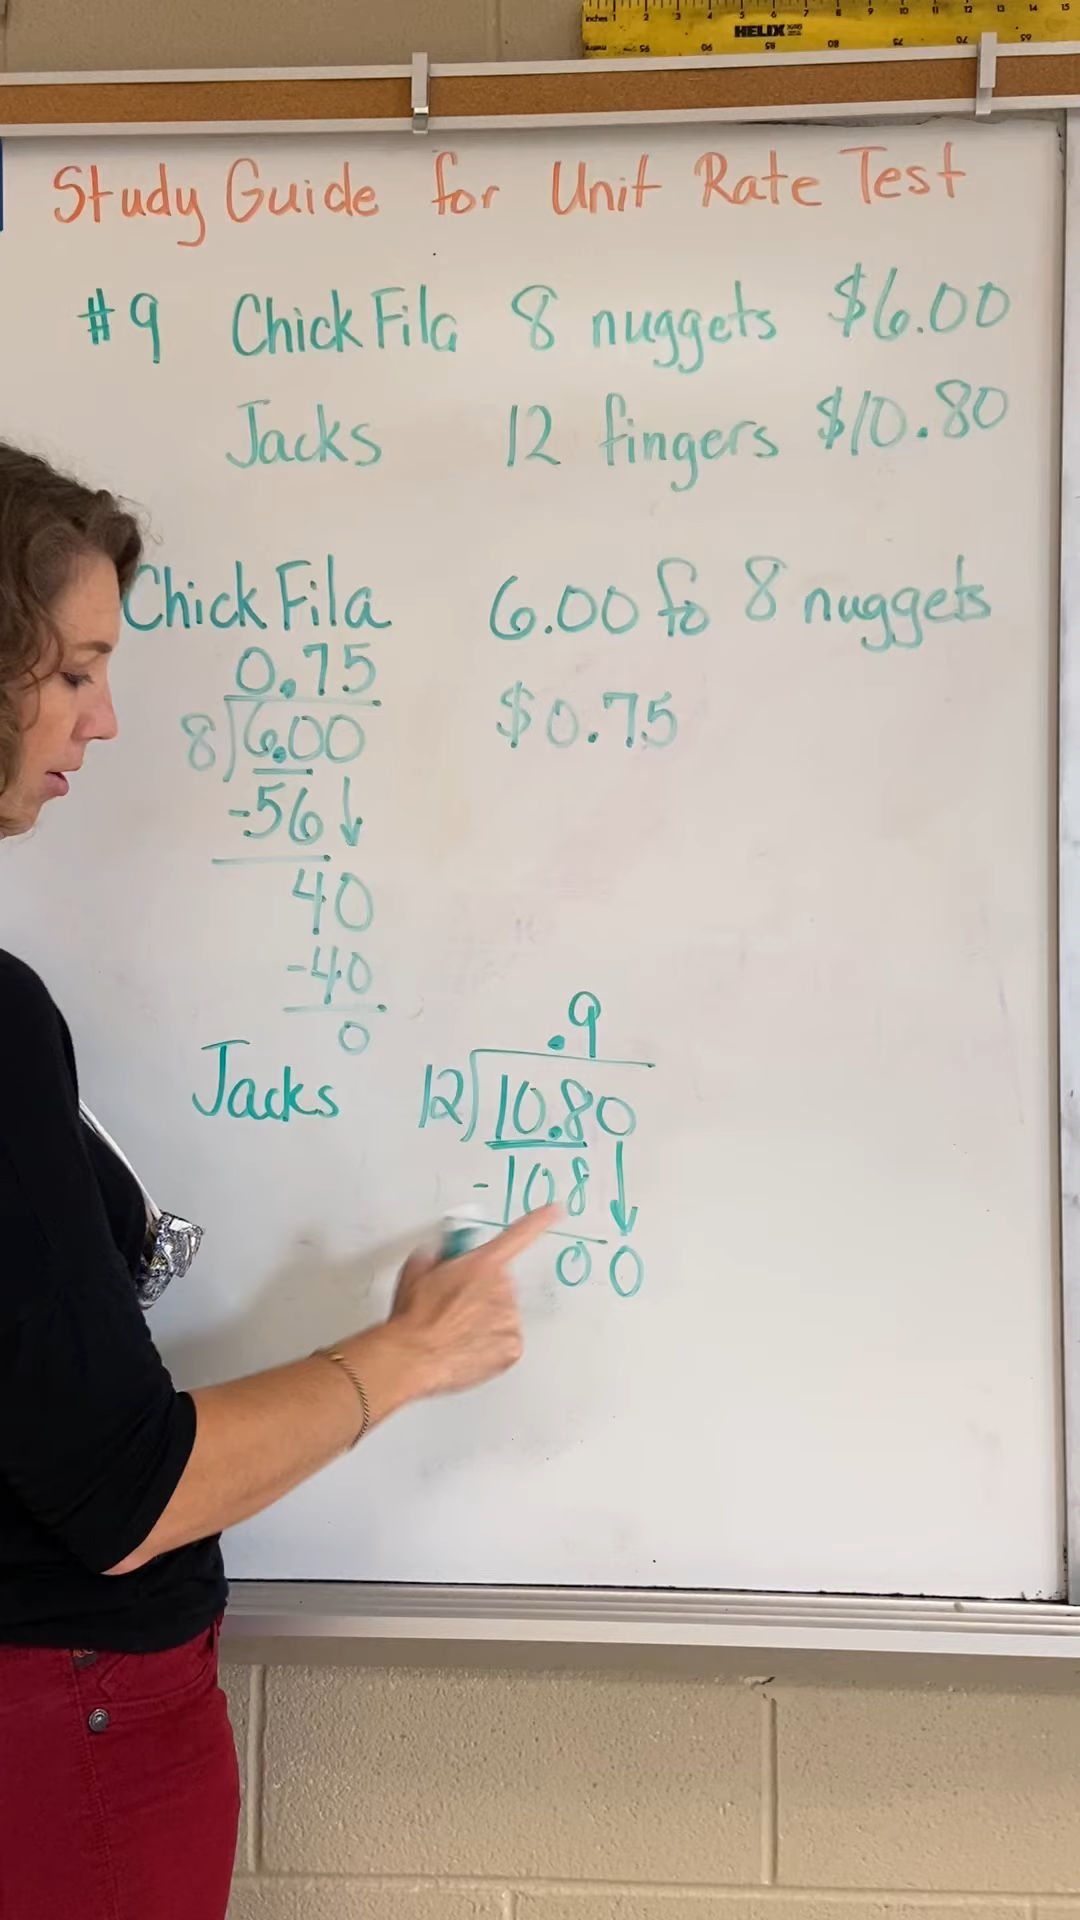 HELIX
Study Guide for Unit Rate Test
#9 Chick Fila 8 nuggets $6.00
Jacks 12 fingers $10.80
Chick Fila 6.00 fo 8 nuggets
0.75
8)6.00 $0.75
-56↓
40
-40
0
.9
Jacks 12)10.80
-108↓
00